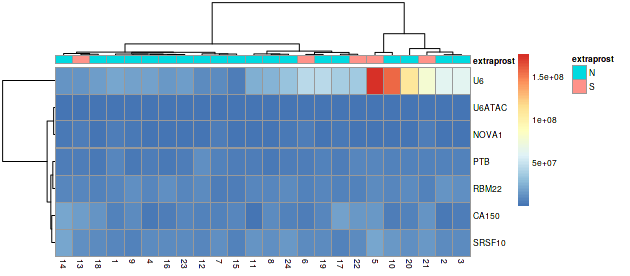 extraprost
U6
U6ATAC
NOVA1
PTB
RBM22
CA150
SRSF10
14 13 18 1 9 4 16 23 12 7 15 11 8 24 6 19 17 22 5 10 20 21 2 3
1.5e+08
1e+08
5e+07
extraprost
N
S